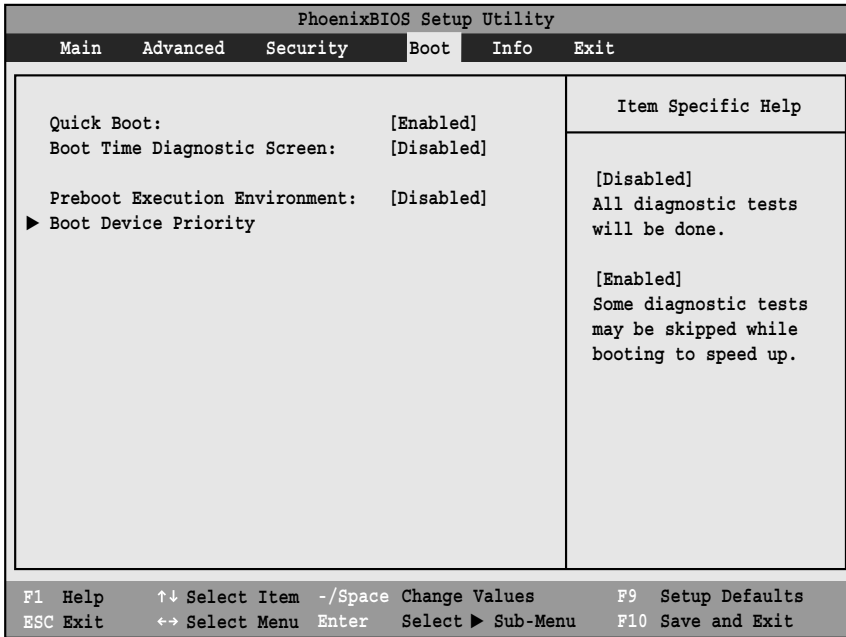 PhoenixBIOS Setup Utility
Main Advanced Security Boot Info Exit
Quick Boot: [Enabled]
Boot Time Diagnostic Screen: [Disabled]
Preboot Execution Environment: [Disabled]
▶ Boot Device Priority
Item Specific Help
[Disabled]
All diagnostic tests
will be done.
[Enabled]
Some diagnostic tests
may be skipped while
booting to speed up.
F1 Help ↑↓ Select Item -/Space Change Values F9 Setup Defaults
ESC Exit ←→ Select Menu Enter Select ▶ Sub-Menu F10 Save and Exit